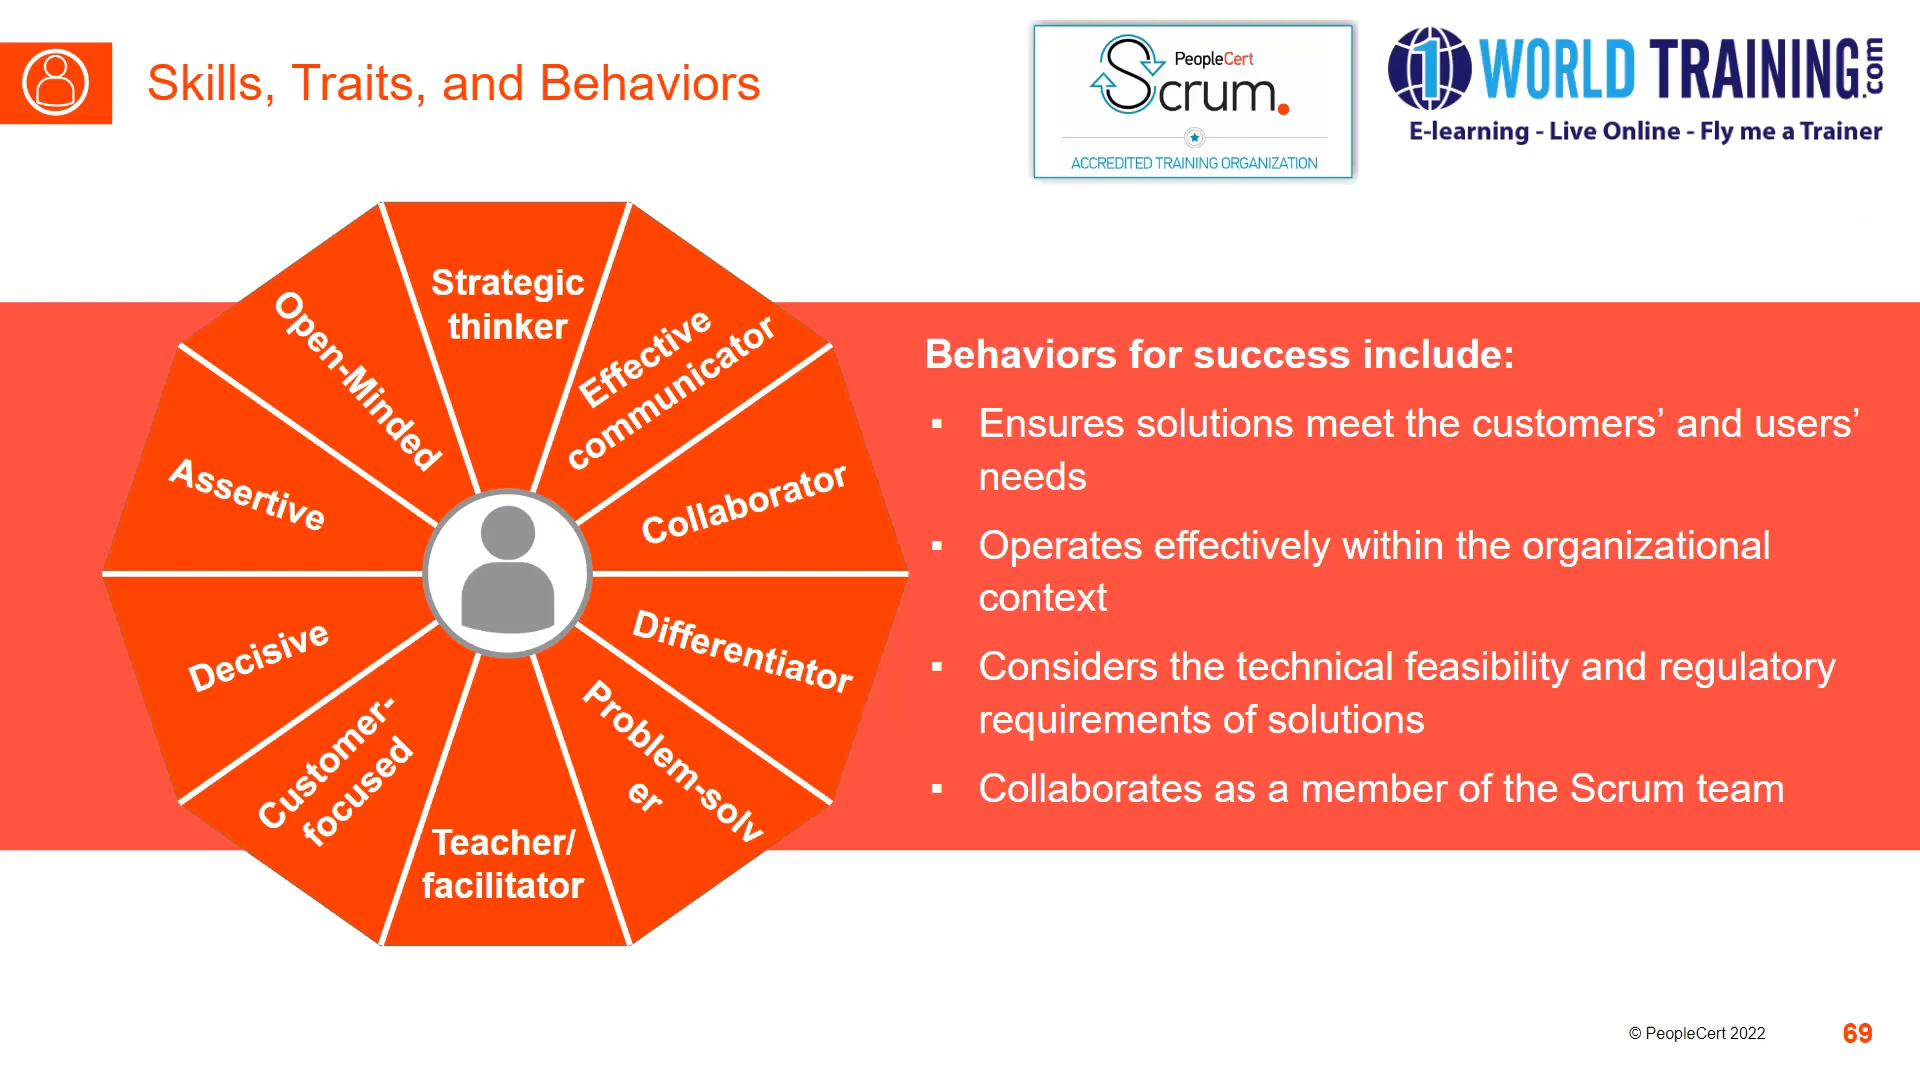 Skills, Traits, and Behaviors
PeopleCert
Scrum.
ACCREDITED TRAINING ORGANIZATION
1 WORLD TRAINING.com
E-learning - Live Online - Fly me a Trainer
Strategic
thinker
Effective
communicator
Collaborator
Differentiator
Problem-solv
er
Teacher/
facilitator
Customer-
focused
Decisive
Assertive
Open-Minded
Behaviors for success include:
▪ Ensures solutions meet the customers’ and users’
needs
▪ Operates effectively within the organizational
context
▪ Considers the technical feasibility and regulatory
requirements of solutions
▪ Collaborates as a member of the Scrum team
© PeopleCert 2022
69